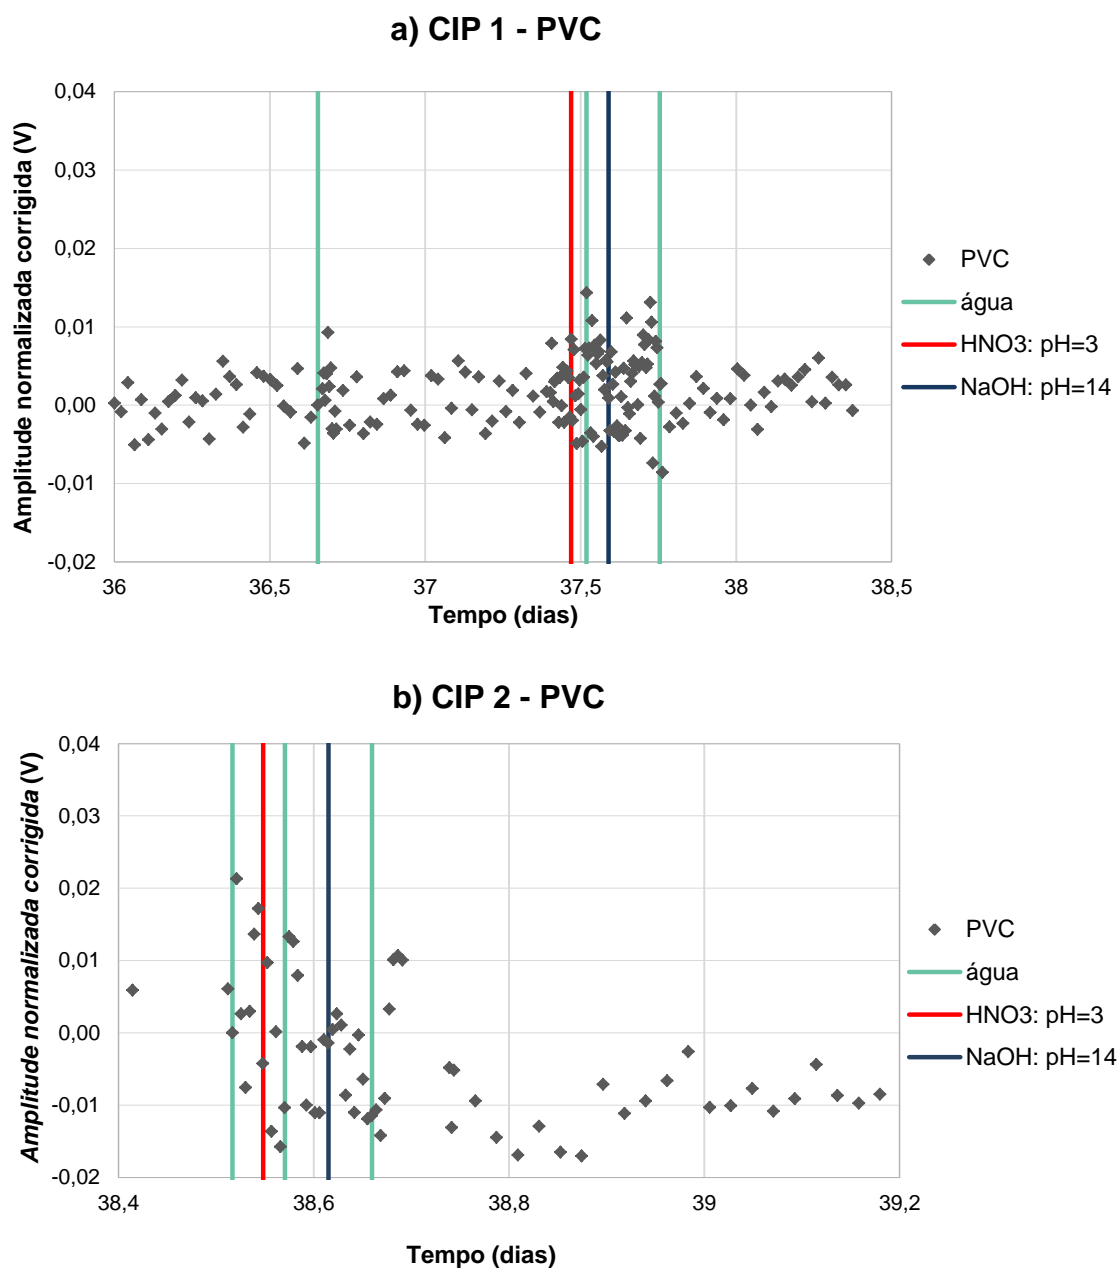 a) CIP 1 - PVC
0,04
0,03
0,02
0,01
0,00
-0,01
-0,02
Amplitude normalizada corrigida (V)
36
36,5
37
37,5
38
38,5
Tempo (dias)
PVC
água
HNO3: pH=3
NaOH: pH=14
b) CIP 2 - PVC
0,04
0,03
0,02
0,01
0,00
-0,01
-0,02
Amplitude normalizada corrigida (V)
38,4
38,6
38,8
39
39,2
Tempo (dias)
PVC
água
HNO3: pH=3
NaOH: pH=14